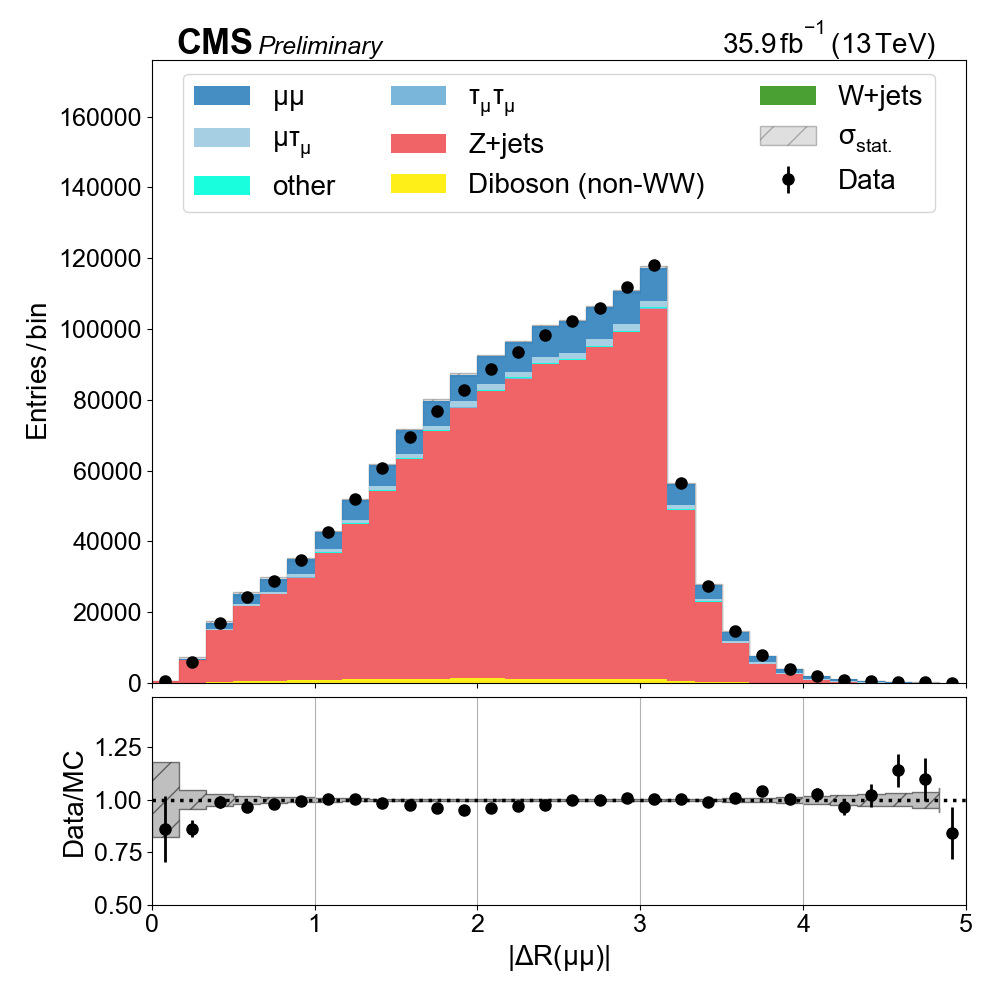 CMS Preliminary 35.9 fb⁻¹ (13 TeV)
μμ τμτμ W+jets
μτμ Z+jets σstat.
other Diboson (non-WW) Data
160000
140000
120000
100000
80000
60000
40000
20000
0
Entries / bin
1.25
1.00
0.75
0.50
Data/MC
0 1 2 3 4 5
|ΔR(μμ)|